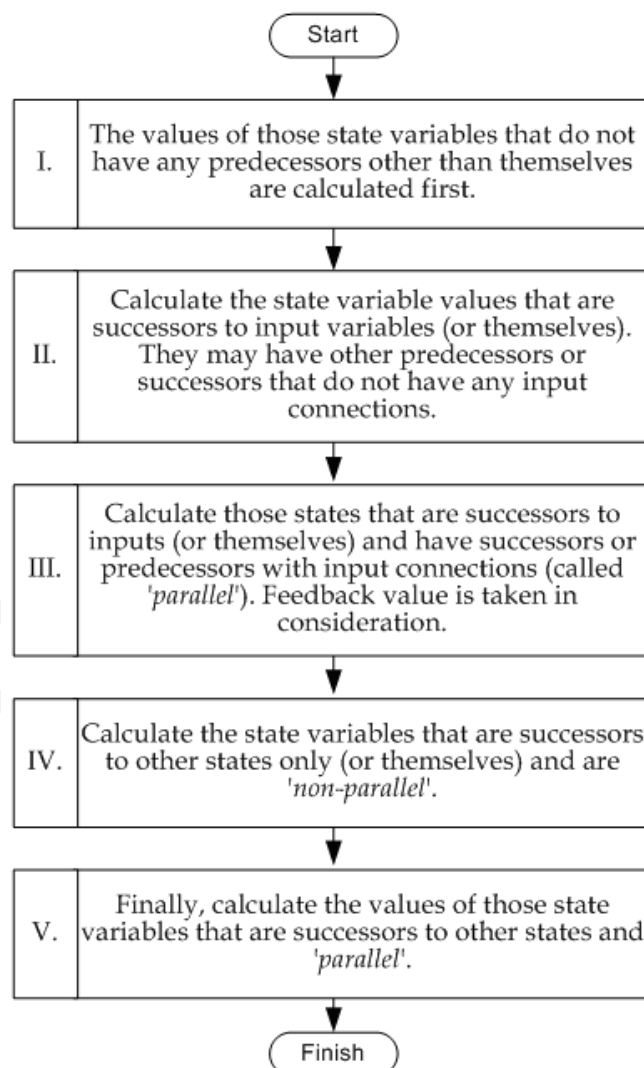 Start
I.
The values of those state variables that do not
have any predecessors other than themselves
are calculated first.
II.
Calculate the state variable values that are
successors to input variables (or themselves).
They may have other predecessors or
successors that do not have any input
connections.
III.
Calculate those states that are successors to
inputs (or themselves) and have successors or
predecessors with input connections (called
'parallel'). Feedback value is taken in
consideration.
IV.
Calculate the state variables that are successors
to other states only (or themselves) and are
'non-parallel'.
V.
Finally, calculate the values of those state
variables that are successors to other states and
'parallel'.
Finish